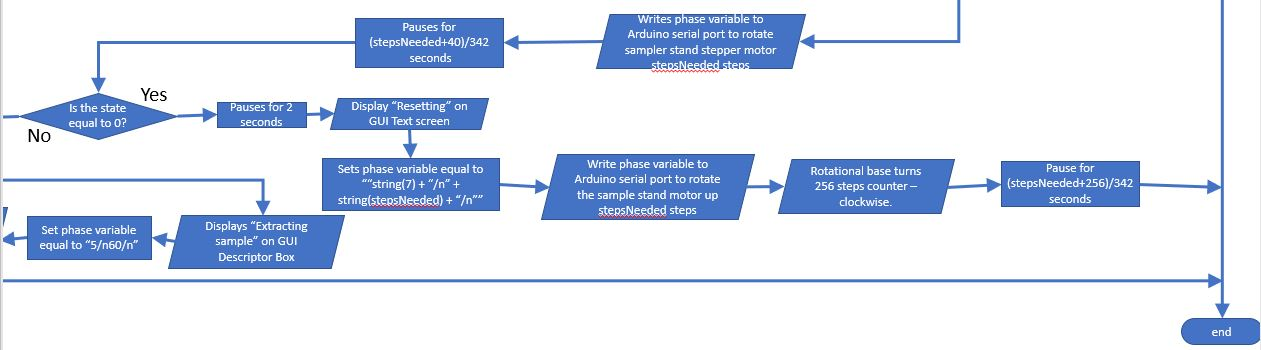 Writes phase variable to
Arduino serial port to rotate
sampler stand stepper motor
stepsNeeded steps
Pauses for
(stepsNeeded+40)/342
seconds
Is the state
equal to 0?
Yes
No
Pauses for 2
seconds
Display “Resetting” on
GUI Text screen
Sets phase variable equal to
““string(7) + “/n” +
string(stepsNeeded) + “/n””
Write phase variable to
Arduino serial port to rotate
the sample stand motor up
stepsNeeded steps
Rotational base turns
256 steps counter –
clockwise.
Pause for
(stepsNeeded+256)/342
seconds
Displays “Extracting
sample” on GUI
Descriptor Box
Set phase variable
equal to “5/n60/n”
end